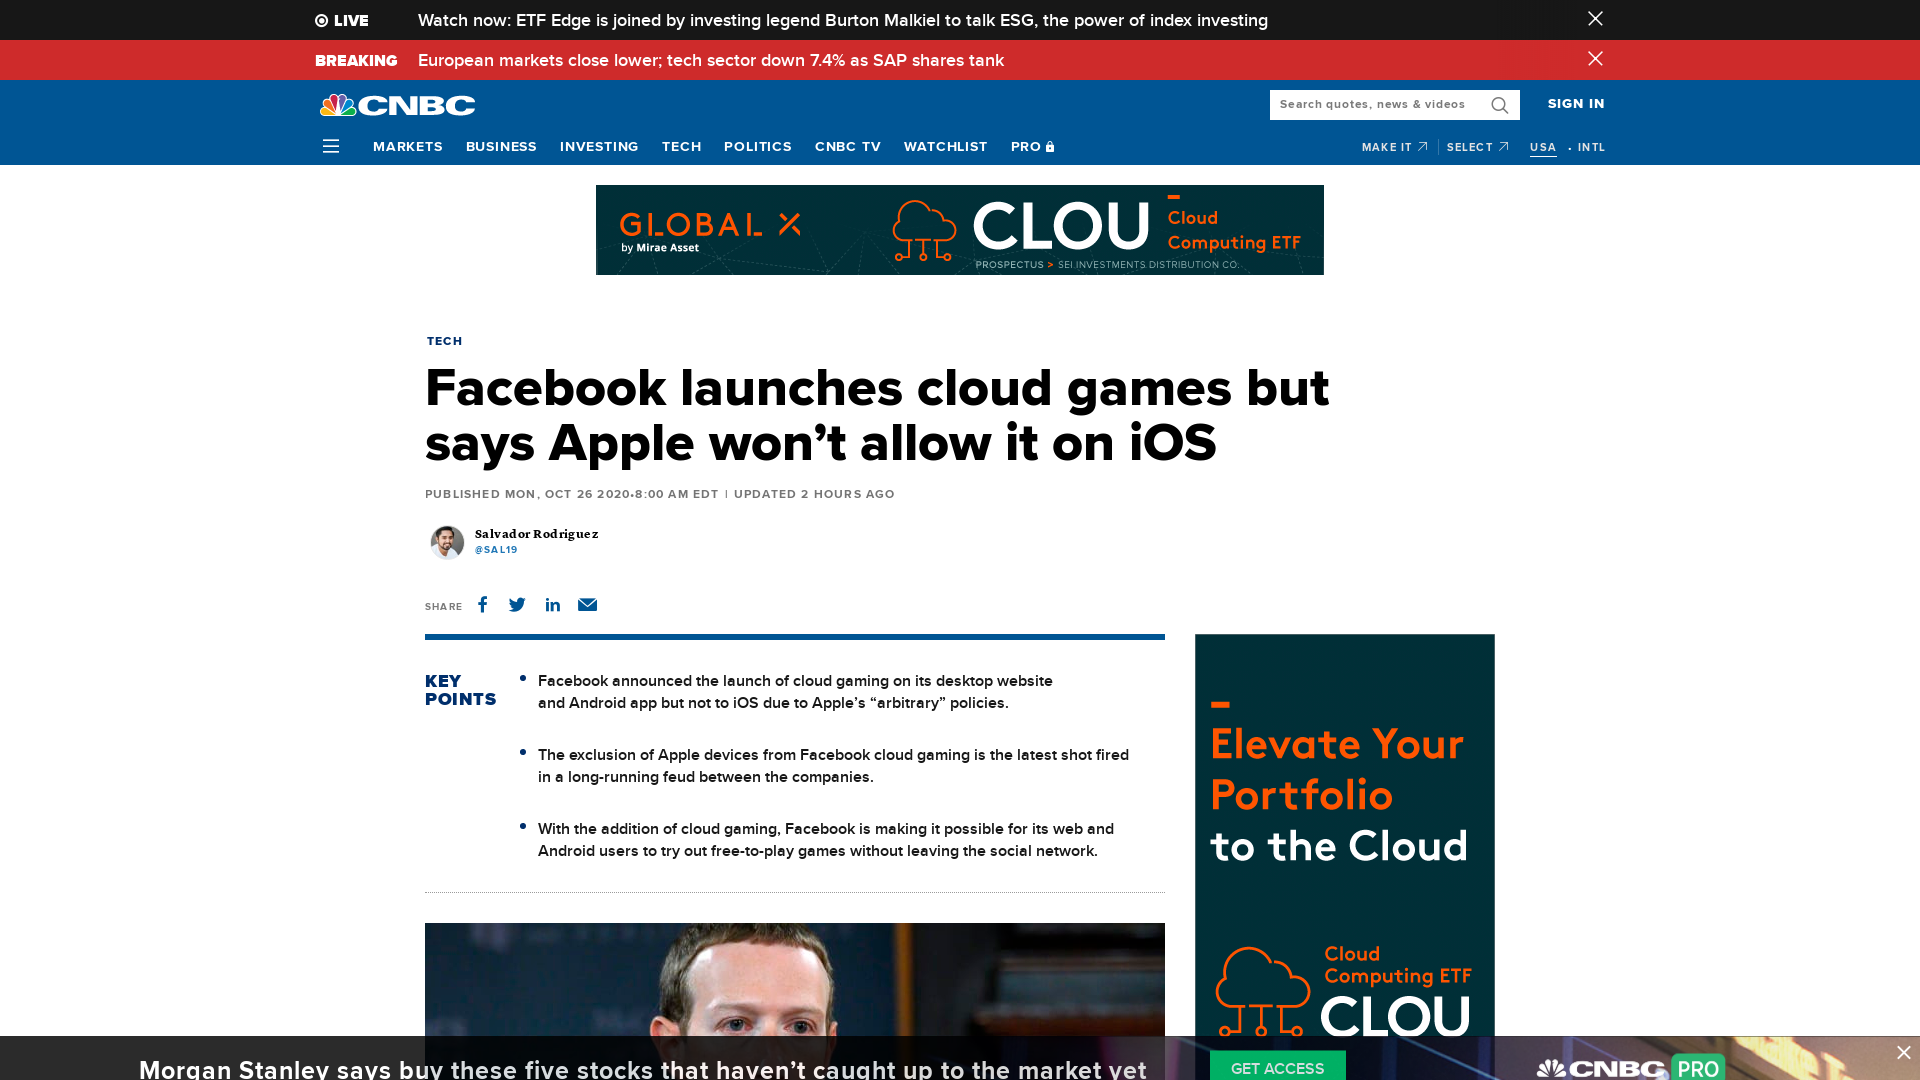 LIVE Watch now: ETF Edge is joined by investing legend Burton Malkiel to talk ESG, the power of index investing
BREAKING European markets close lower; tech sector down 7.4% as SAP shares tank
CNBC
Search quotes, news & videos
SIGN IN
MARKETS BUSINESS INVESTING TECH POLITICS CNBC TV WATCHLIST PRO
MAKE IT SELECT USA • INTL
GLOBAL X
by Mirae Asset
CLOU
Cloud
Computing ETF
PROSPECTUS > SEI INVESTMENTS DISTRIBUTION CO.
TECH
Facebook launches cloud games but
says Apple won’t allow it on iOS
PUBLISHED MON, OCT 26 2020•8:00 AM EDT | UPDATED 2 HOURS AGO
Salvador Rodriguez
@SAL19
SHARE
KEY
POINTS
Facebook announced the launch of cloud gaming on its desktop website
and Android app but not to iOS due to Apple’s “arbitrary” policies.
The exclusion of Apple devices from Facebook cloud gaming is the latest shot fired
in a long-running feud between the companies.
With the addition of cloud gaming, Facebook is making it possible for its web and
Android users to try out free-to-play games without leaving the social network.
Elevate Your
Portfolio
to the Cloud
Cloud
Computing ETF
CLOU
Morgan Stanley says buy these five stocks that haven’t caught up to the market yet
GET ACCESS
CNBC PRO